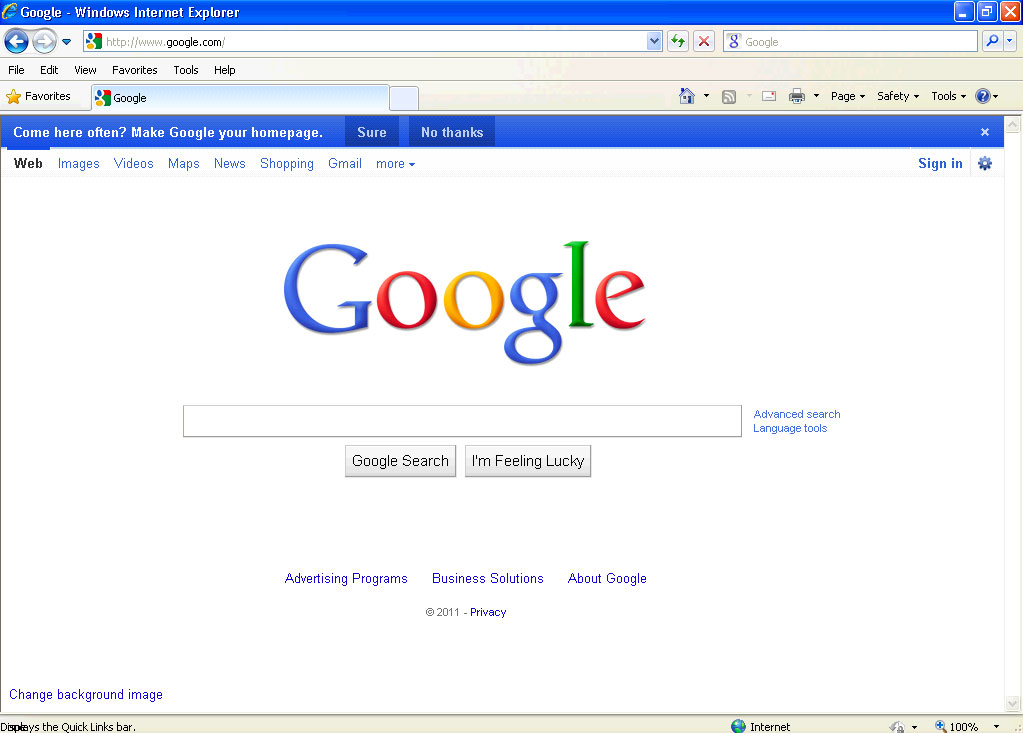 Google - Windows Internet Explorer
http://www.google.com/
Google
File Edit View Favorites Tools Help
Favorites Google Page Safety Tools
Come here often? Make Google your homepage. Sure No thanks
Web Images Videos Maps News Shopping Gmail more Sign in
Google
Advanced search
Language tools
Google Search I'm Feeling Lucky
Advertising Programs Business Solutions About Google
© 2011 - Privacy
Change background image
the Quick Links bar. Internet 100%